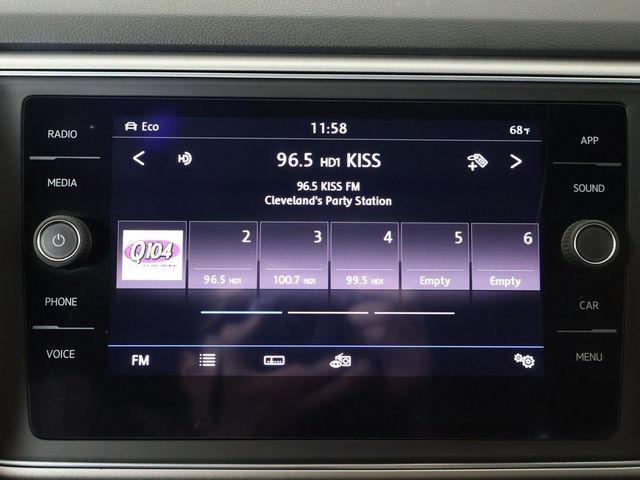 RADIO
MEDIA
PHONE
VOICE
Eco
11:58
68°F
96.5 HD1 KISS
96.5 KISS FM
Cleveland's Party Station
Q104
2
3
4
5
6
96.5 HD1
100.7 HD1
99.5 HD1
Empty
Empty
FM
APP
SOUND
CAR
MENU